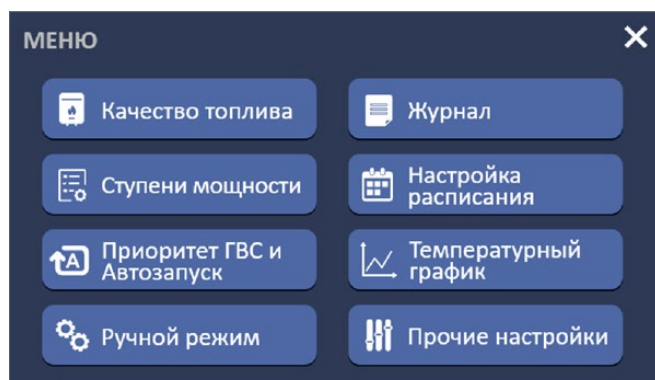 МЕНЮ
Качество топлива
Журнал
Ступени мощности
Настройка
расписания
Приоритет ГВС и
Автозапуск
Температурный
график
Ручной режим
Прочие настройки